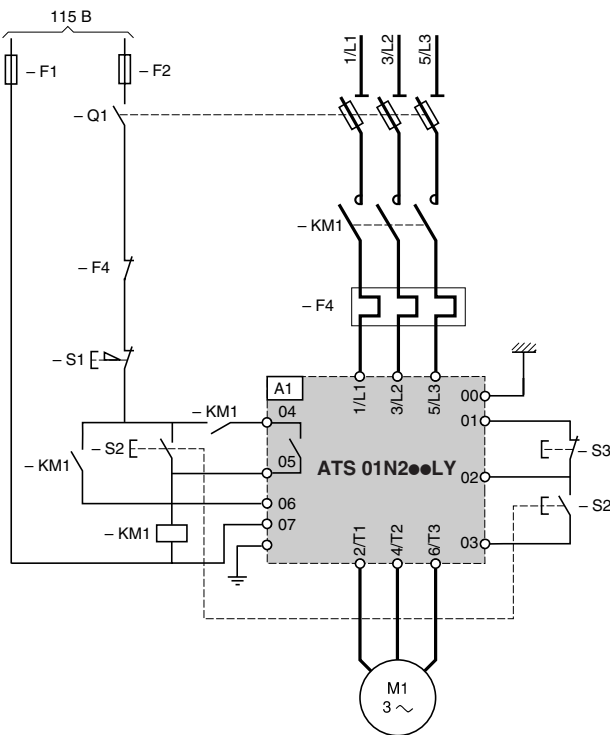 115 В
– F1
– F2
1/L1
3/L2
5/L3
– Q1
– KM1
– F4
– F4
– S1
A1
1/L1
3/L2
5/L3
00
– KM1
04
01
– S2
– KM1
05
ATS 01N2●●LY
02
– S3
06
– S2
07
– KM1
2/T1
4/T2
6/T3
03
M1
3 ~